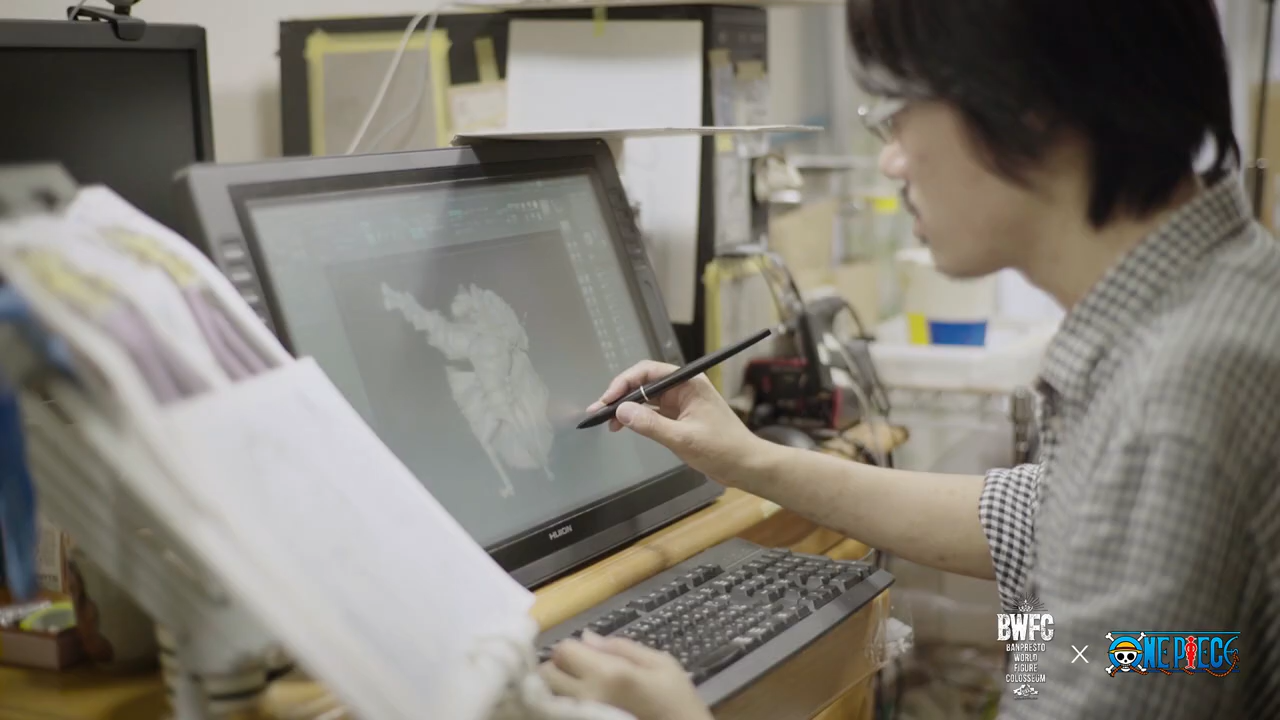 HUION
BWFC
BANPRESTO
WORLD
FIGURE
COLOSSEUM
×
ONE PIECE